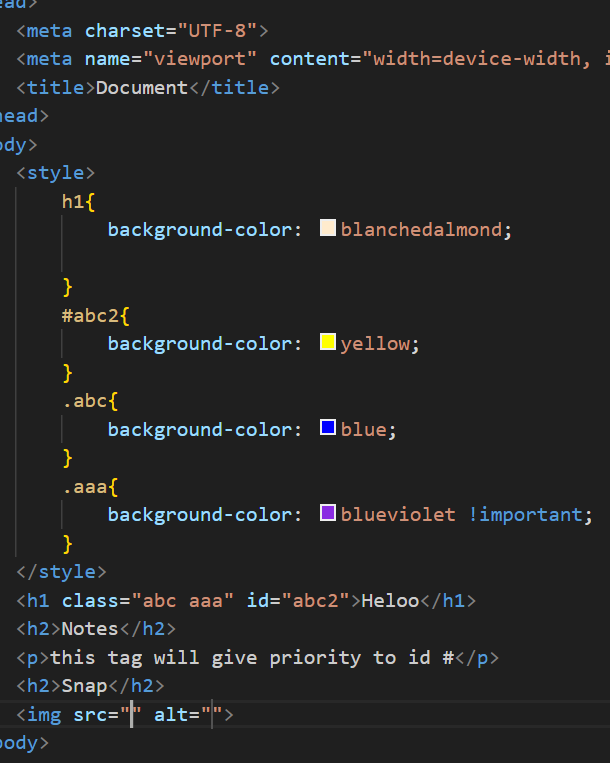 ead>
<meta charset="UTF-8">
<meta name="viewport" content="width=device-width, i
<title>Document</title>
head>
ody>
<style>
h1{
background-color: blanchedalmond;
}
#abc2{
background-color: yellow;
}
.abc{
background-color: blue;
}
.aaa{
background-color: blueviolet !important;
}
</style>
<h1 class="abc aaa" id="abc2">Heloo</h1>
<h2>Notes</h2>
<p>this tag will give priority to id #</p>
<h2>Snap</h2>
<img src="" alt="">
body>